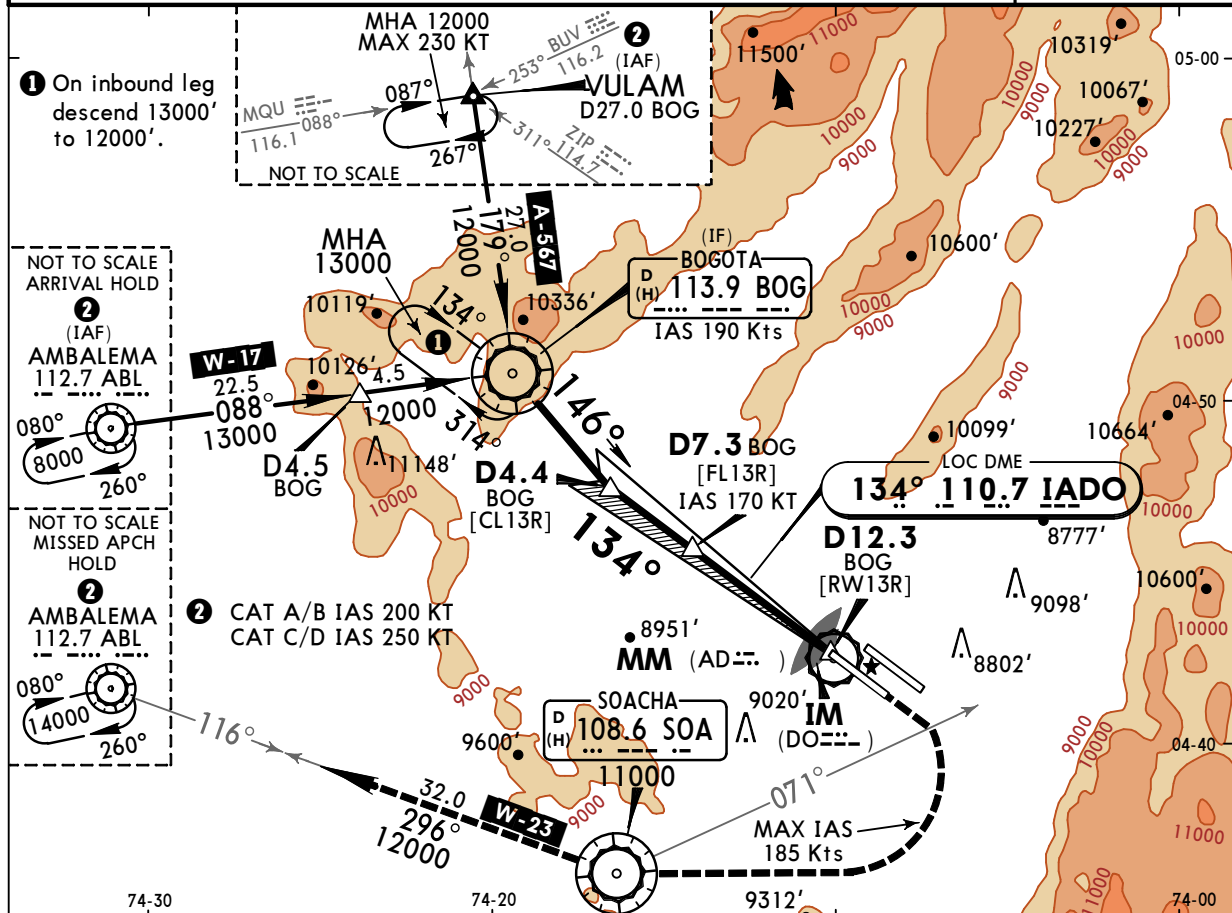 MHA 12000
MAX 230 KT
❶ On inbound leg
descend 13000'
to 12000'.
253° BUV
116.2
❷
(IAF)
VULAM
D27.0 BOG
MQU
116.1 088°
087°
267°
311° ZIP
114.7
NOT TO SCALE
11500'
11000
10319'
05-00
10000
9000
10067'
10227'
10000
9000
10000
9000
27.0
179°
12000
A-567
NOT TO SCALE
ARRIVAL HOLD
❷
(IAF)
AMBALEMA
112.7 ABL
080°
8000
260°
MHA
13000
134°
❶
314°
10119'
10336'
10126'
W-17
22.5
088°
13000
4.5
12000
D4.5
BOG
11148'
10000
(IF)
BOGOTA
D
(H)
113.9 BOG
IAS 190 Kts
10600'
10000
9000
9000
10000
04-50
10664'
10000
10099'
146°
D4.4
BOG
[CL13R]
D7.3 BOG
[FL13R]
IAS 170 KT
134°
LOC DME
134° 110.7 IADO
8777'
D12.3
BOG
[RW13R]
9098'
8802'
10600'
10000
NOT TO SCALE
MISSED APCH
HOLD
❷
AMBALEMA
112.7 ABL
080°
14000
260°
❷ CAT A/B IAS 200 KT
CAT C/D IAS 250 KT
8951'
MM (AD )
IM
(DO )
9020'
9000
9600'
9000
SOACHA
D
(H)
108.6 SOA
11000
116°
32.0
296°
12000
W-23
071°
MAX IAS
185 Kts
9312'
9000
10000
04-40
11000
11000
74-30
74-20
74-00